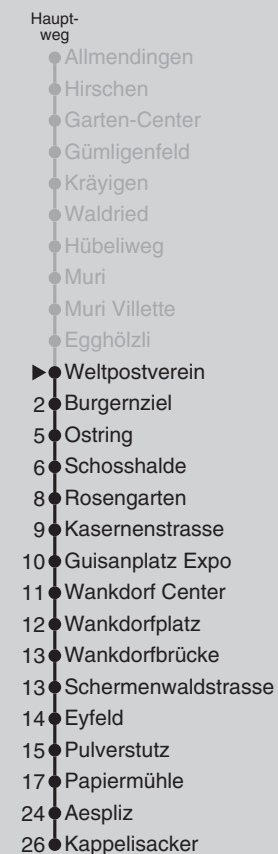 Haupt-
weg
Allmendingen
Hirschen
Garten-Center
Gümligenfeld
Kräyigen
Waldried
Hübeliweg
Muri
Muri Villette
Egghölzli
Weltpostverein
2 Burgernziel
5 Ostring
6 Schosshalde
8 Rosengarten
9 Kasernenstrasse
10 Guisanplatz Expo
11 Wankdorf Center
12 Wankdorfplatz
13 Wankdorfbrücke
13 Schermenwaldstrasse
14 Eyfeld
15 Pulverstutz
17 Papiermühle
24 Aespliz
26 Kappelisacker